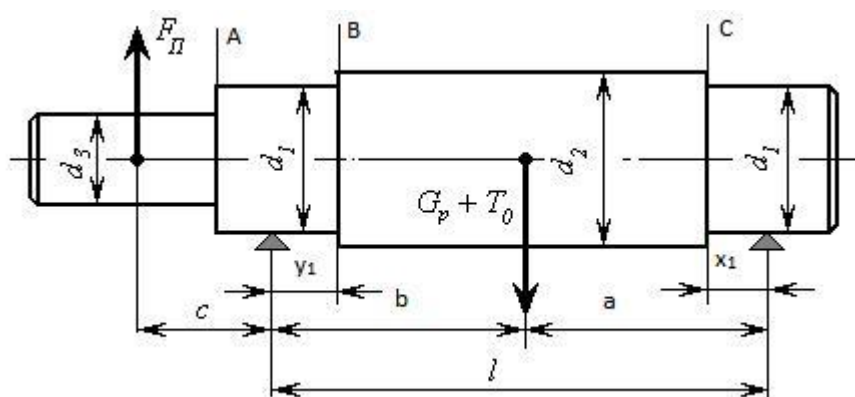 F_П A B C
d_3 d_1 d_2 d_1
G_p + T_0
y_1 x_1
c b a
l